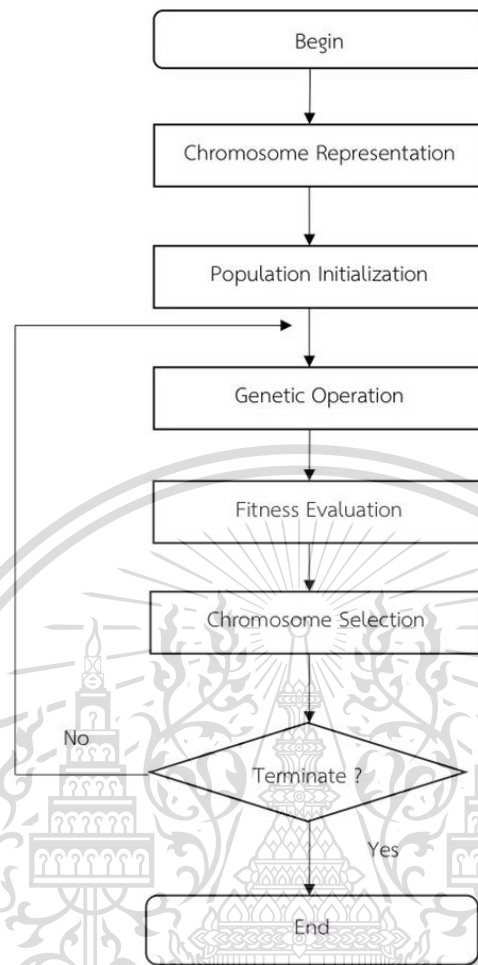 Begin
Chromosome Representation
Population Initialization
Genetic Operation
Fitness Evaluation
Chromosome Selection
No
Terminate ?
Yes
End